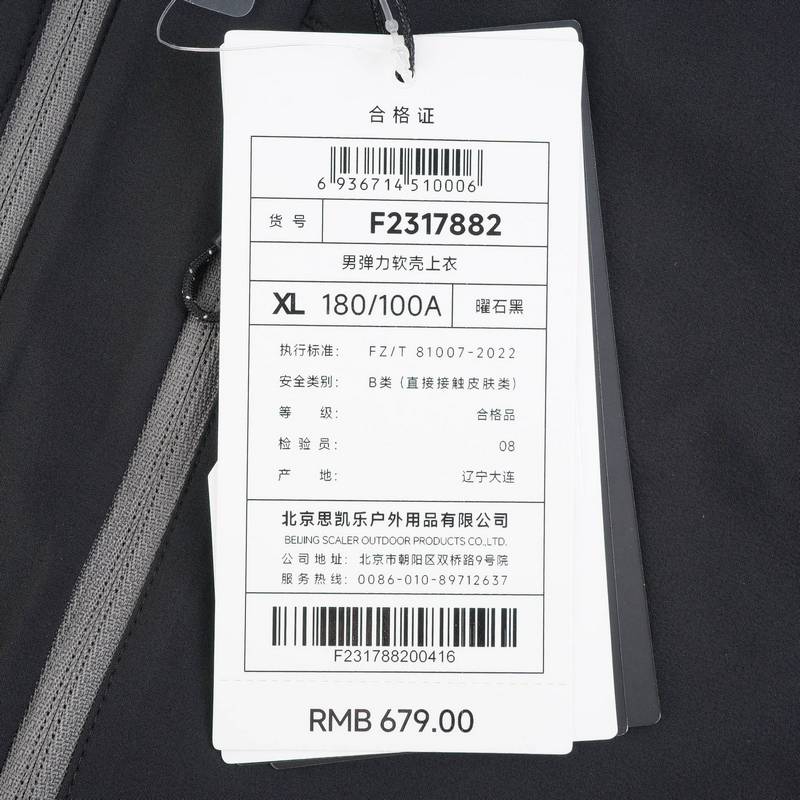 合格证
6 936714 510006
货号 F2317882
男弹力软壳上衣
XL 180/100A 曜石黑
执行标准： FZ/T 81007-2022
安全类别： B类（直接接触皮肤类）
等 级： 合格品
检验员： 08
产 地： 辽宁大连
北京思凯乐户外用品有限公司
BEIJING SCALER OUTDOOR PRODUCTS CO.,LTD.
公司地址：北京市朝阳区双桥路9号院
服务热线：0086-010-89712637
F231788200416
RMB 679.00